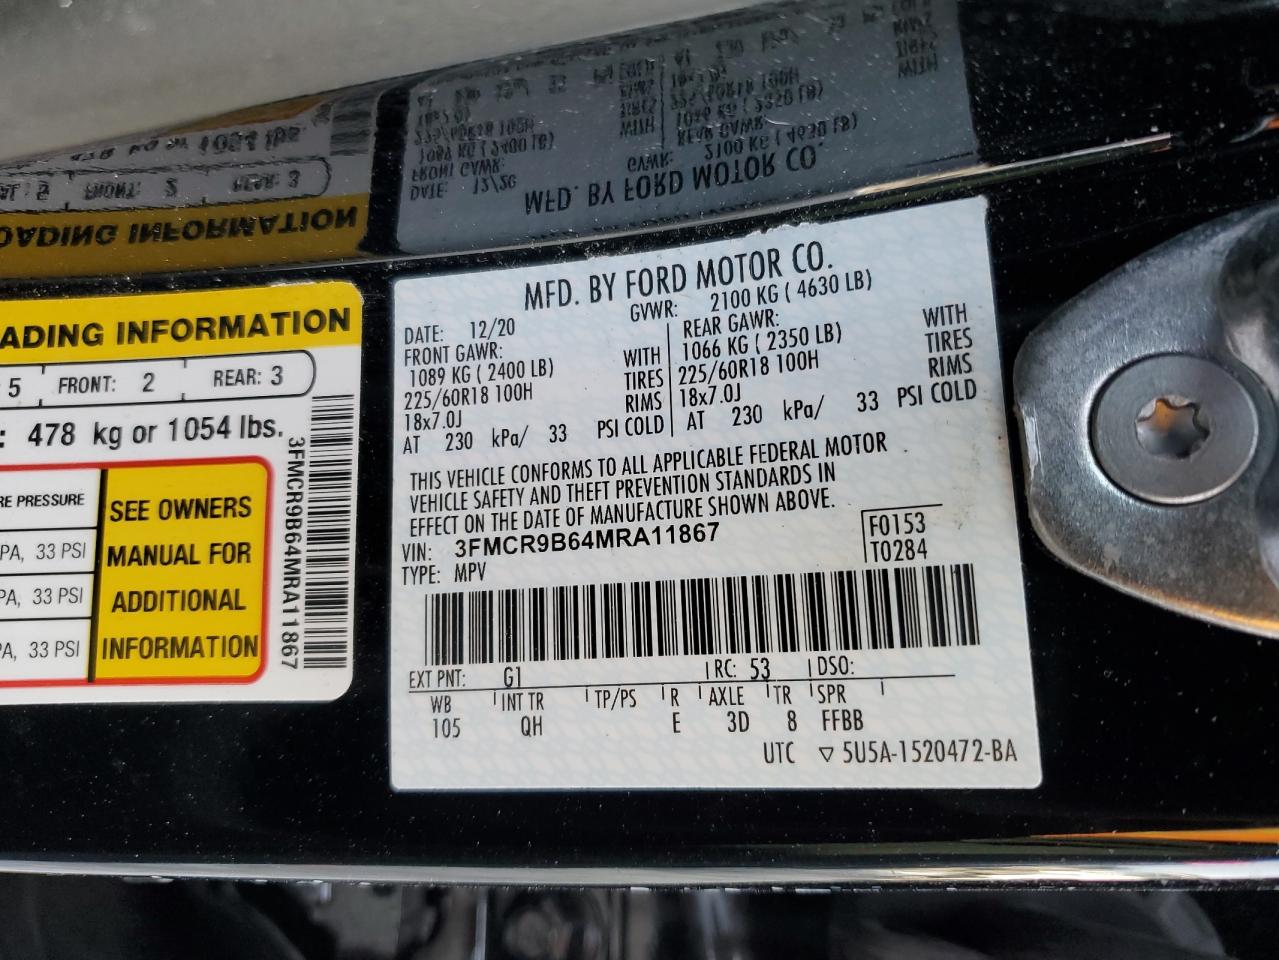 MFD. BY FORD MOTOR CO.
DATE: 12/20 GVWR: 2100 KG ( 4630 LB)
FRONT GAWR: REAR GAWR:
1089 KG ( 2400 LB) WITH 1066 KG ( 2350 LB) WITH
225/60R18 100H TIRES 225/60R18 100H TIRES
18x7.0J RIMS 18x7.0J RIMS
AT 230 kPa/ 33 PSI COLD AT 230 kPa/ 33 PSI COLD
THIS VEHICLE CONFORMS TO ALL APPLICABLE FEDERAL MOTOR
VEHICLE SAFETY AND THEFT PREVENTION STANDARDS IN
EFFECT ON THE DATE OF MANUFACTURE SHOWN ABOVE.
VIN: 3FMCR9B64MRA11867 F0153
TYPE: MPV T0284
EXT PNT: G1 RC: 53 DSO:
WB INT TR TP/PS R AXLE TR SPR
105 QH E 3D 8 FFBB
UTC ▽ 5U5A-1520472-BA
ADING INFORMATION
5 FRONT: 2 REAR: 3
: 478 kg or 1054 lbs.
RE PRESSURE
PA, 33 PSI
PA, 33 PSI
PA, 33 PSI
SEE OWNERS
MANUAL FOR
ADDITIONAL
INFORMATION
3FMCR9B64MRA11867